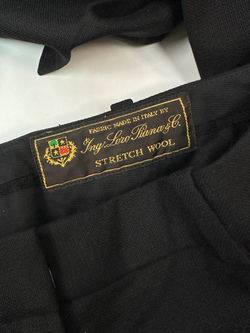 FABRIC MADE IN ITALY BY
Ing. Loro Piana & C.
STRETCH WOOL